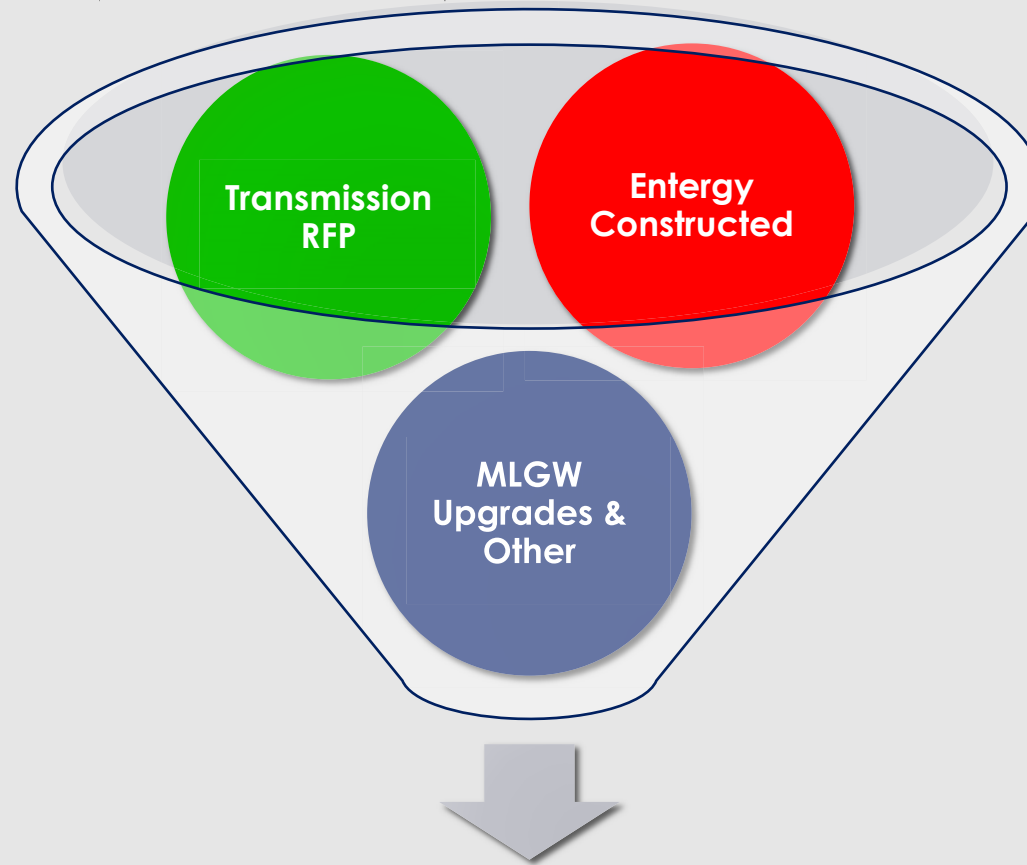 Transmission
RFP
Entergy
Constructed
MLGW
Upgrades &
Other